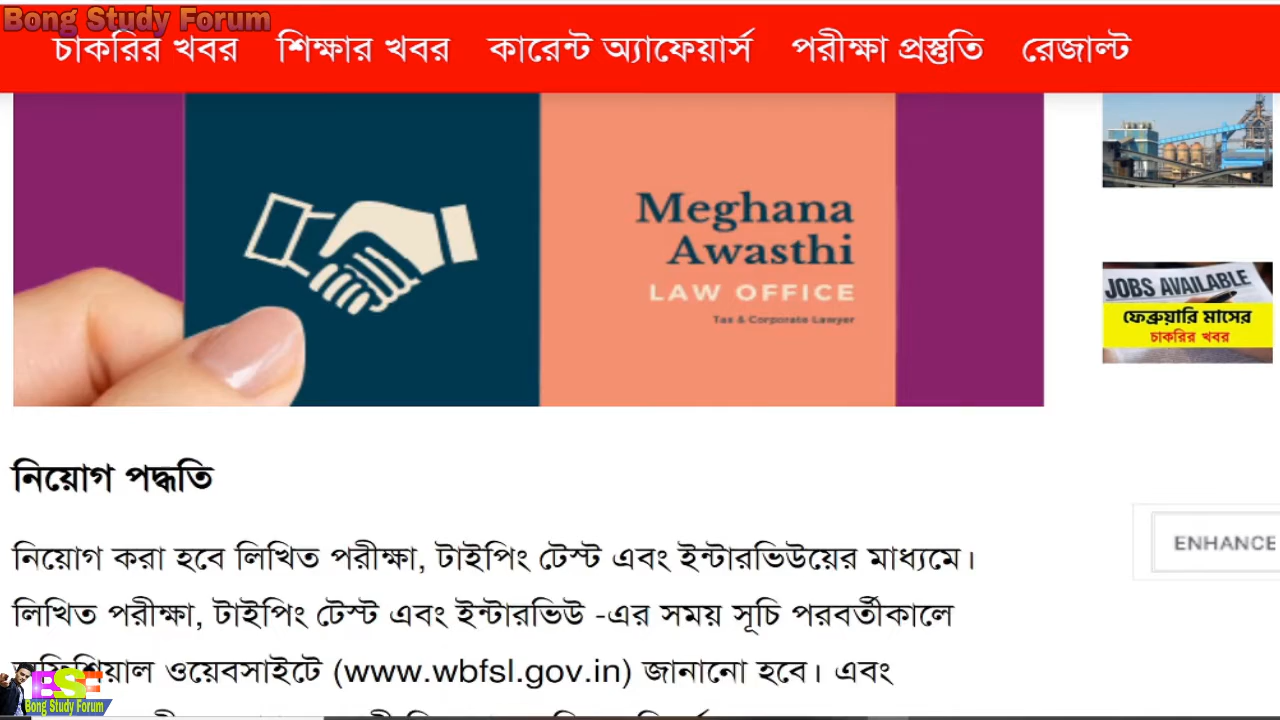 Bong Study Forum
চাকরির খবর শিক্ষার খবর কারেন্ট অ্যাফেয়ার্স পরীক্ষা প্রস্তুতি রেজাল্ট
Meghana
Awasthi
LAW OFFICE
Tax & Corporate Lawyer
JOBS AVAILABLE
ফেব্রুয়ারি মাসের
চাকরির খবর
নিয়োগ পদ্ধতি
ENHANCE
নিয়োগ করা হবে লিখিত পরীক্ষা, টাইপিং টেস্ট এবং ইন্টারভিউয়ের মাধ্যমে।
লিখিত পরীক্ষা, টাইপিং টেস্ট এবং ইন্টারভিউ -এর সময় সূচি পরবর্তীকালে
অফিশিয়াল ওয়েবসাইটে (www.wbfsl.gov.in) জানানো হবে। এবং
BSF
Bong Study Forum